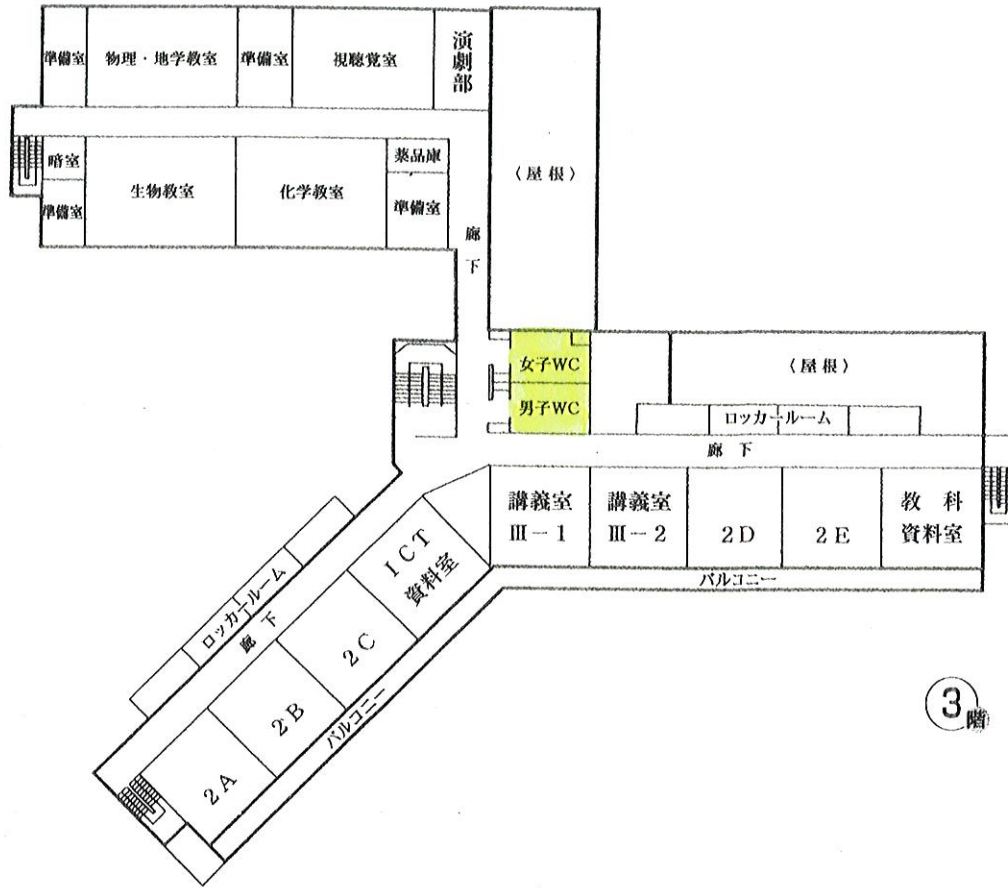 準備室
物理・地学教室
準備室
視聴覚室
演劇部
暗室
準備室
生物教室
化学教室
薬品庫
準備室
廊下
〈屋根〉
女子WC
男子WC
〈屋根〉
ロッカールーム
廊下
講義室
Ⅲ－1
講義室
Ⅲ－2
2D
2E
教科
資料室
バルコニー
ICT
資料室
2C
2B
2A
ロッカールーム
廊下
バルコニー
3階